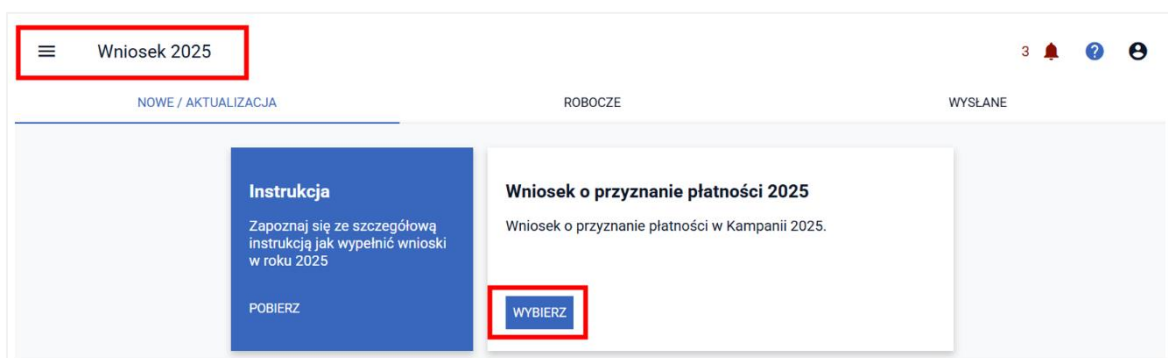 Wniosek 2025
3
NOWE / AKTUALIZACJA
ROBOCZE
WYSŁANE
Instrukcja
Zapoznaj się ze szczegółową
instrukcją jak wypełnić wnioski
w roku 2025
POBIERZ
Wniosek o przyznanie płatności 2025
Wniosek o przyznanie płatności w Kampanii 2025.
WYBIERZ